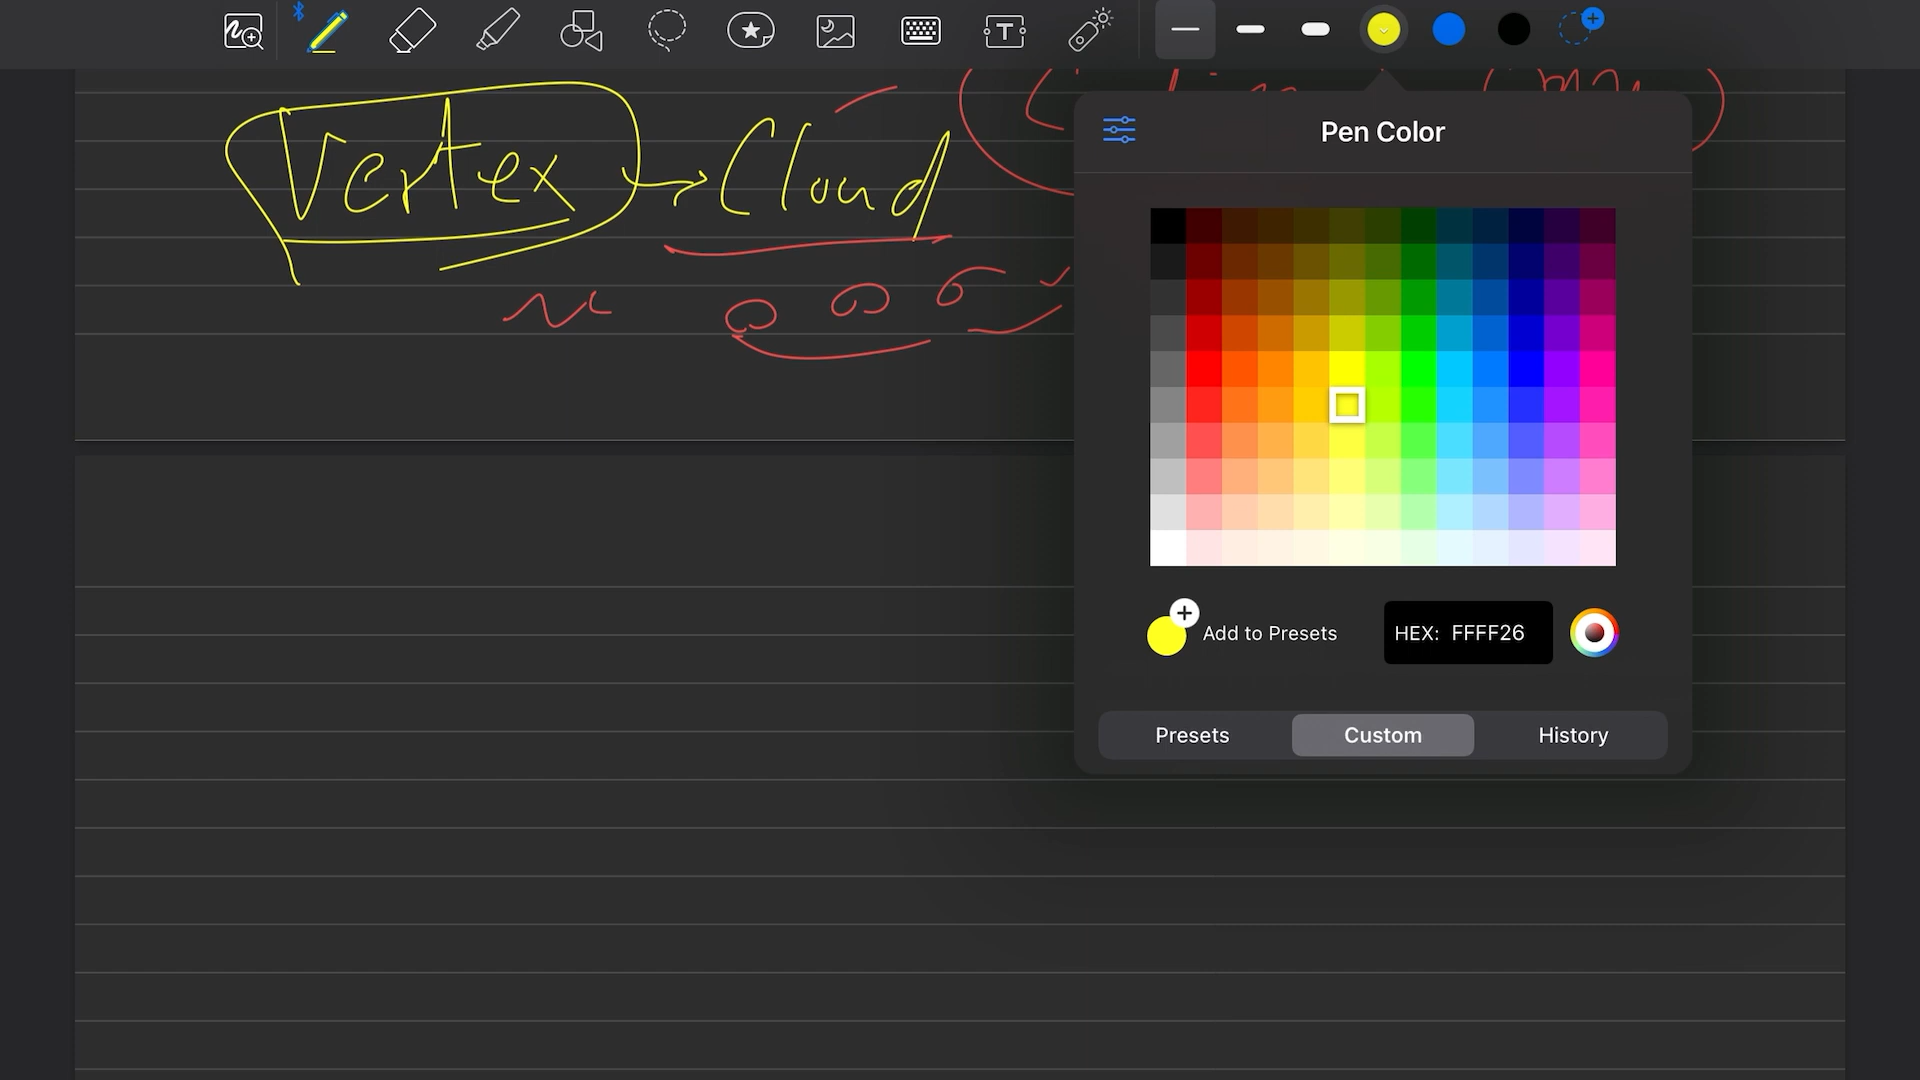 Pen Color
Vertex → Cloud
Add to Presets
HEX: FFFF26
Presets
Custom
History